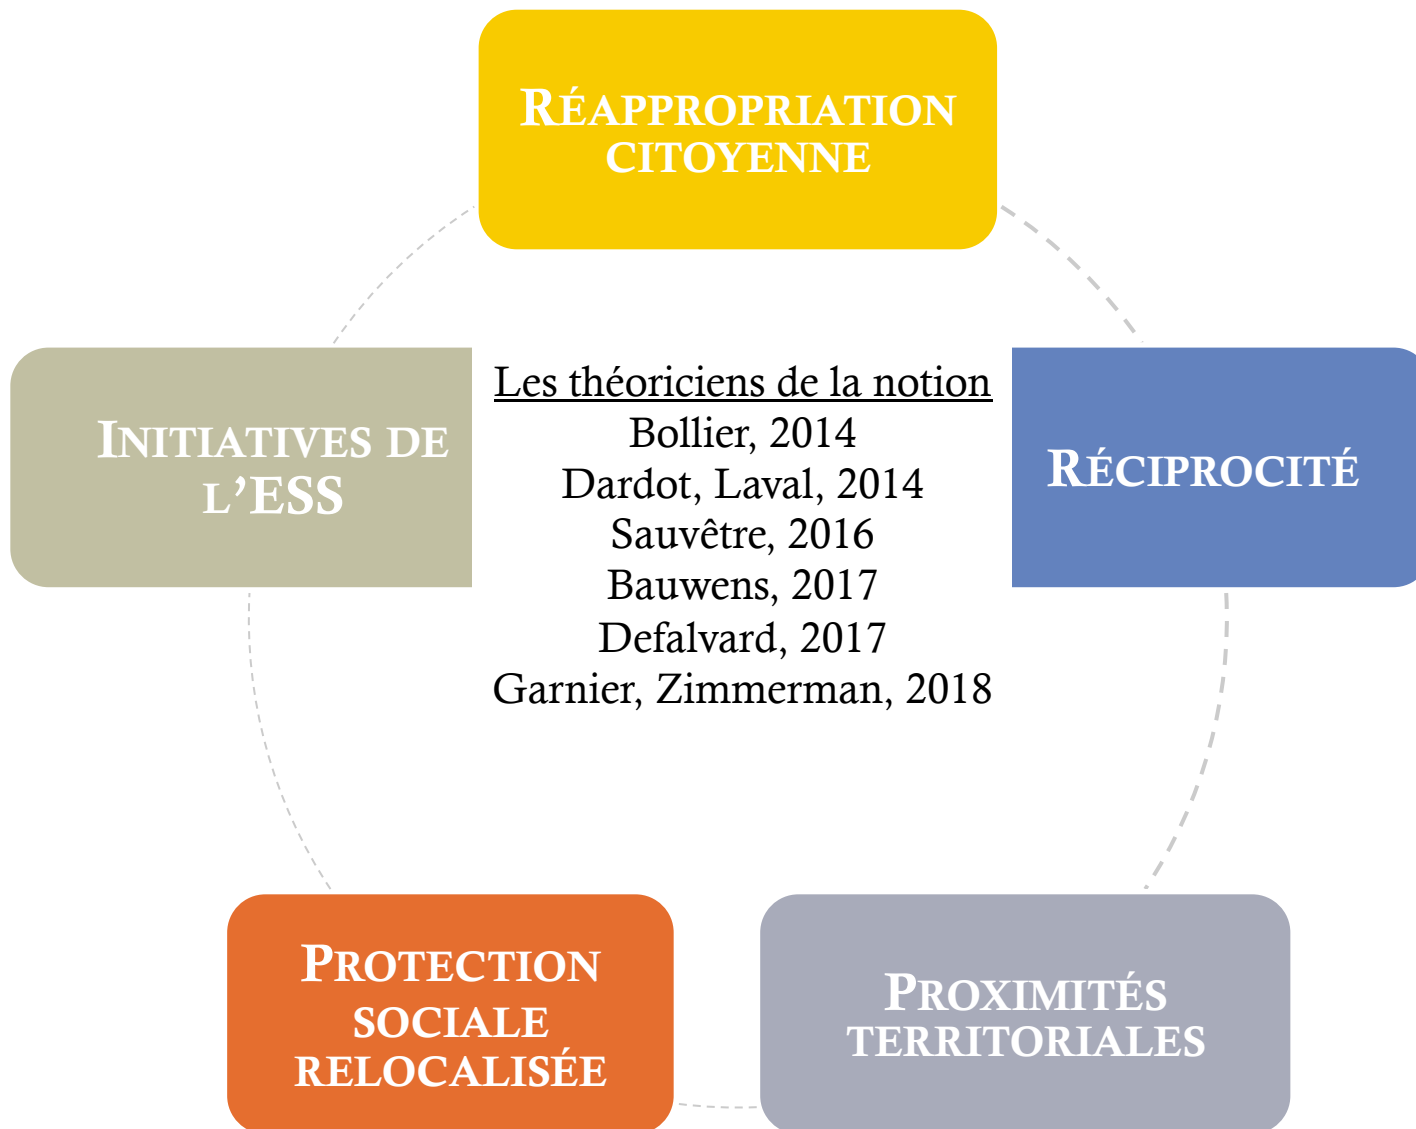 RÉAPPROPRIATION
CITOYENNE
INITIATIVES DE
L’ESS
Les théoriciens de la notion
Bollier, 2014
Dardot, Laval, 2014
Sauvêtre, 2016
Bauwens, 2017
Defalvard, 2017
Garnier, Zimmerman, 2018
RÉCIPROCITÉ
PROTECTION
SOCIALE
RELOCALISÉE
PROXIMITÉS
TERRITORIALES